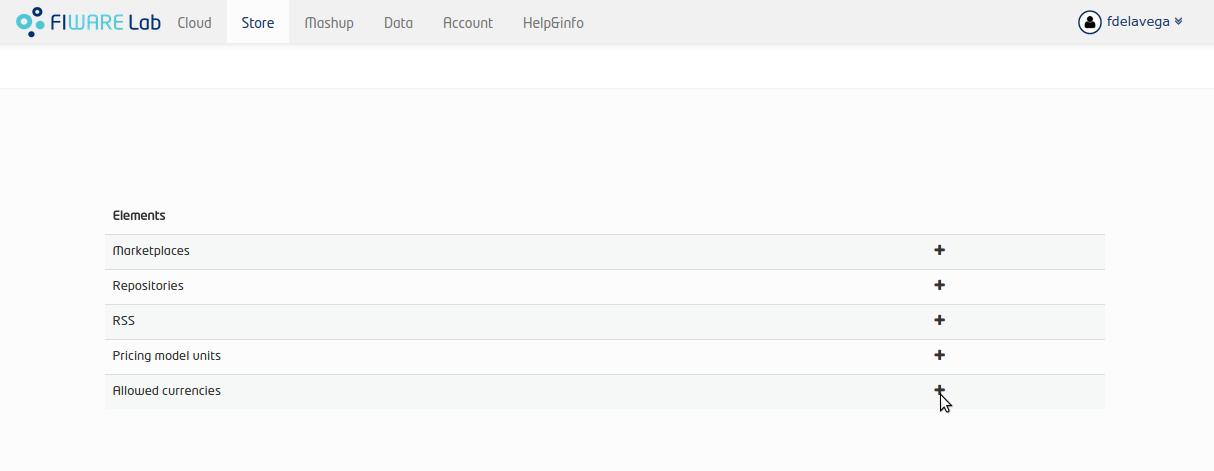 FIWARE Lab Cloud Store Mashup Data Account Help&info fdelavega
Elements
Marketplaces
Repositories
RSS
Pricing model units
Allowed currencies